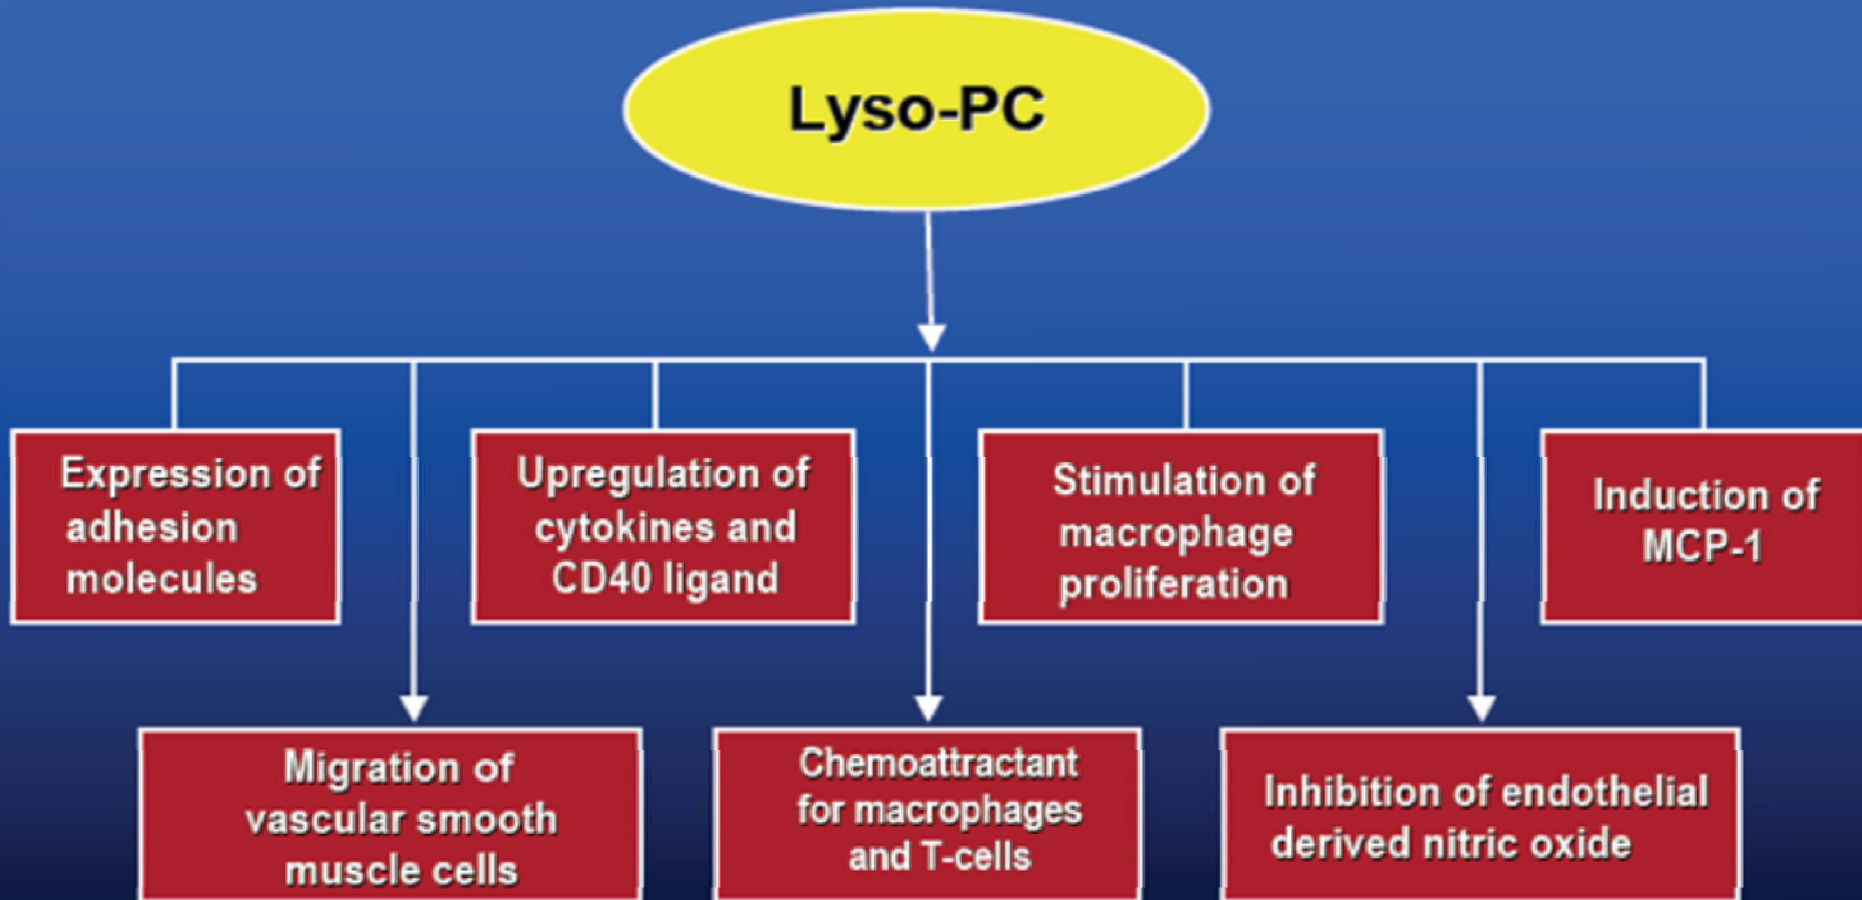 Lyso-PC
Expression of
adhesion
molecules
Upregulation of
cytokines and
CD40 ligand
Stimulation of
macrophage
proliferation
Induction of
MCP-1
Migration of
vascular smooth
muscle cells
Chemoattractant
for macrophages
and T-cells
Inhibition of endothelial
derived nitric oxide